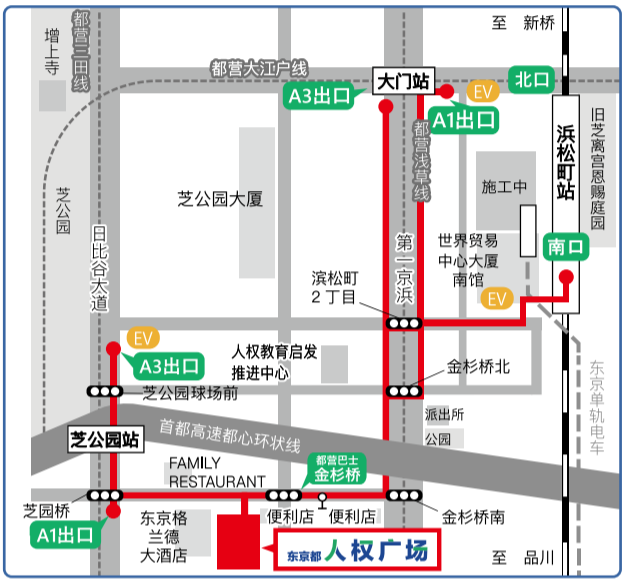 至 新桥
都营三田线
增上寺
都营大江户线
大门站
北口
EV
A3出口
A1出口
都营浅草线
浜松町站
旧芝离宫恩赐庭园
施工中
芝公园
芝公园大厦
日比谷大道
第一京浜
世界贸易
中心大厦
南馆
南口
EV
滨松町
2 丁目
EV
A3出口
人权教育启发
推进中心
金杉桥北
芝公园球场前
东京单轨电车
派出所
公园
芝公园站
首都高速都心环状线
FAMILY
RESTAURANT
都营巴士
金杉桥
芝园桥
A1出口
东京格
兰德
大酒店
便利店
便利店
金杉桥南
东京都 人权广场
至 品川